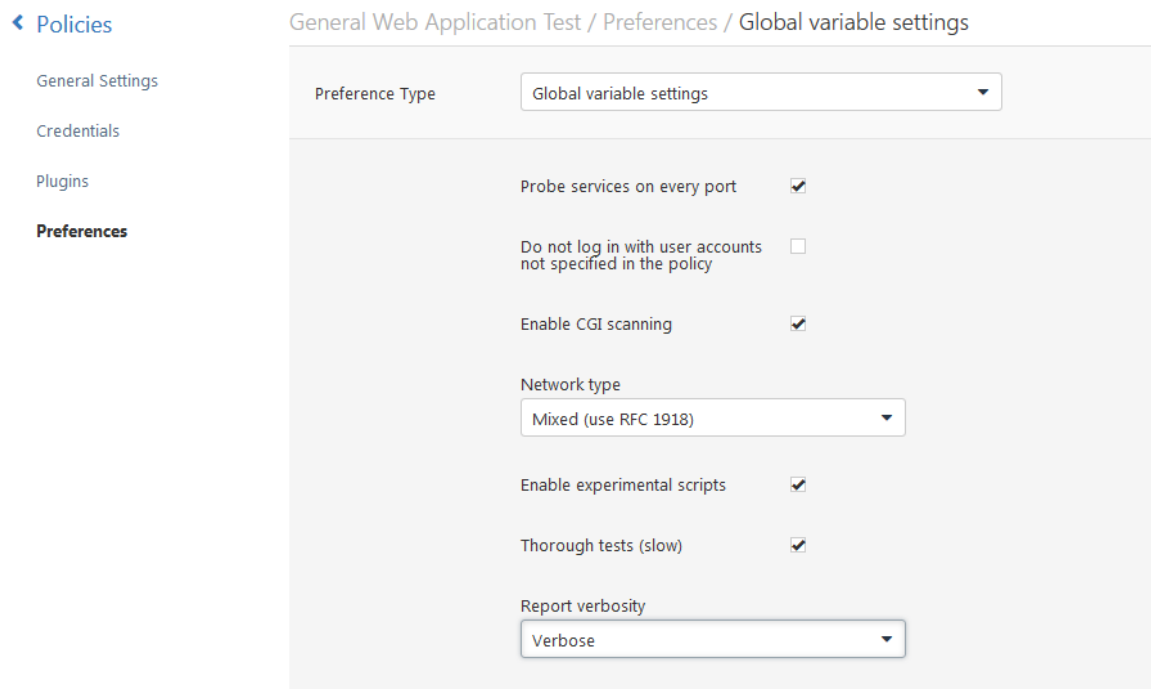 Policies
General Settings
Credentials
Plugins
Preferences
General Web Application Test / Preferences / Global variable settings
Preference Type
Global variable settings
Probe services on every port
Do not log in with user accounts
not specified in the policy
Enable CGI scanning
Network type
Mixed (use RFC 1918)
Enable experimental scripts
Thorough tests (slow)
Report verbosity
Verbose